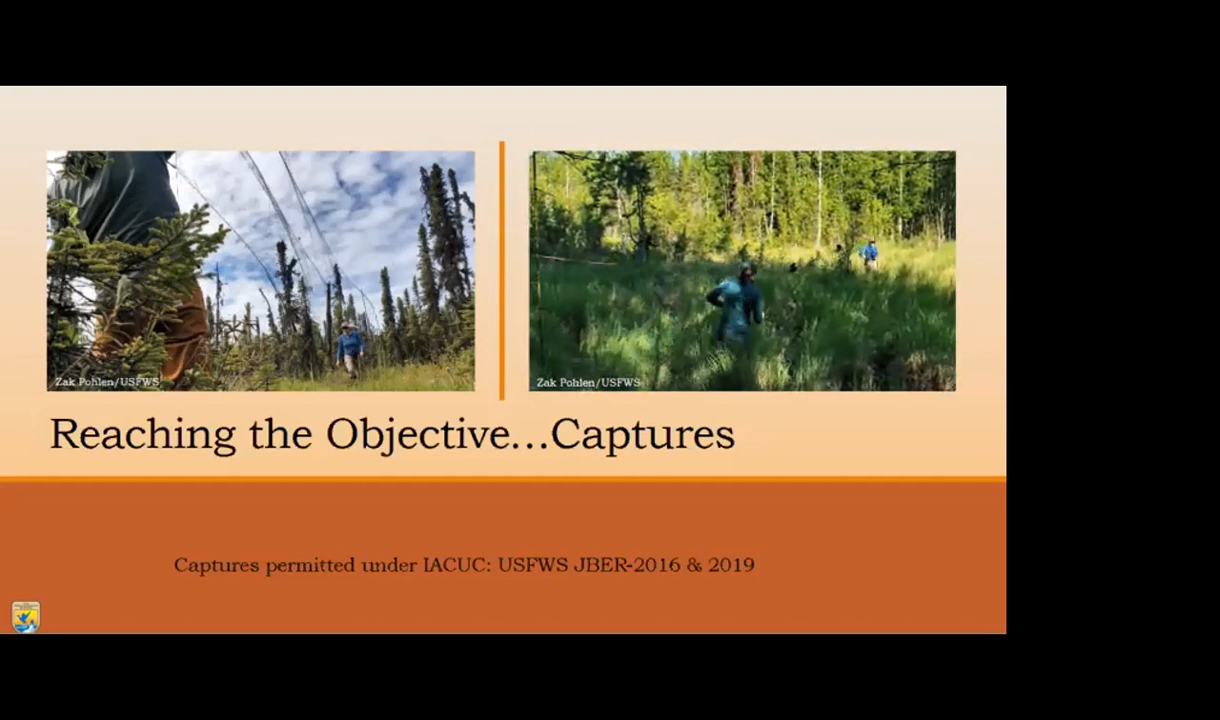 Zak Pohlen/USFWS
Zak Pohlen/USFWS
Reaching the Objective...Captures
Captures permitted under IACUC: USFWS JBER-2016 & 2019